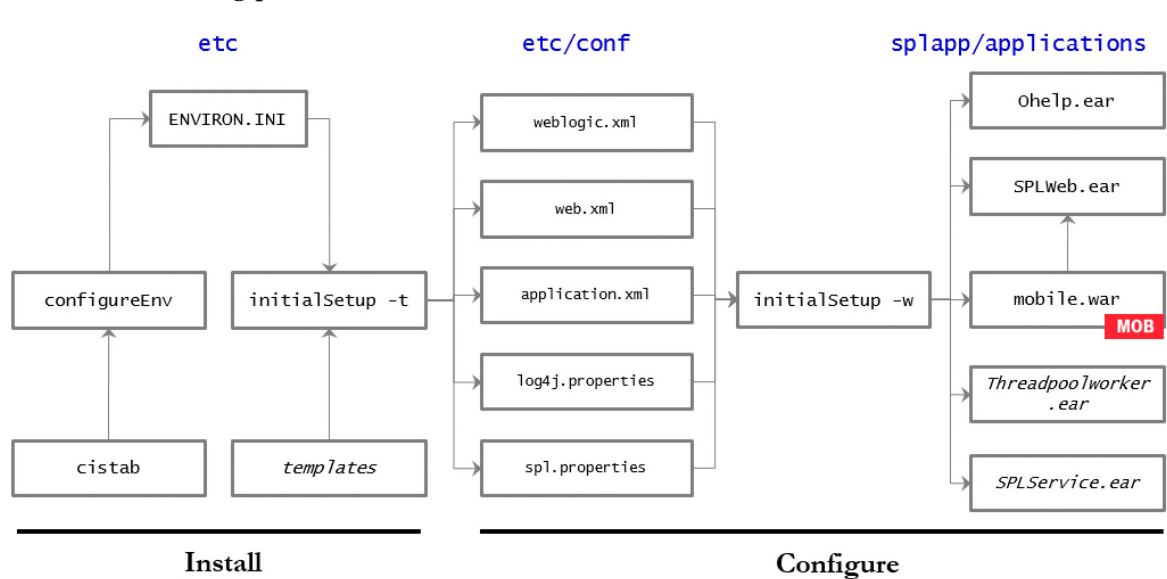 etc
etc/conf
splapp/applications
ENVIRON.INI
configureEnv
initialSetup -t
cistab
templates
weblogic.xml
web.xml
application.xml
log4j.properties
spl.properties
initialSetup -w
Ohelp.ear
SPLWeb.ear
mobile.war
MOB
Threadpoolworker
.ear
SPLService.ear
Install
Configure